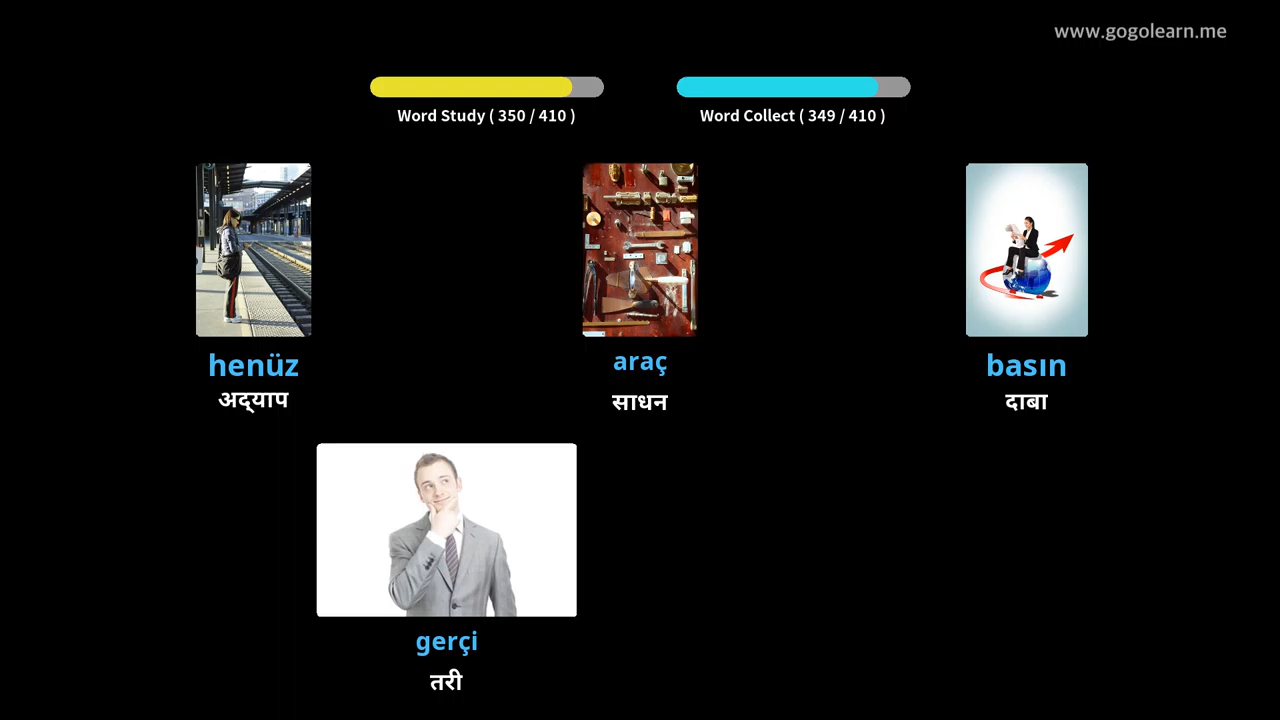 www.gogolearn.me
Word Study ( 350 / 410 )
Word Collect ( 349 / 410 )
henüz
अद्‌याप
araç
साधन
basın
दाबा
gerçi
तरी